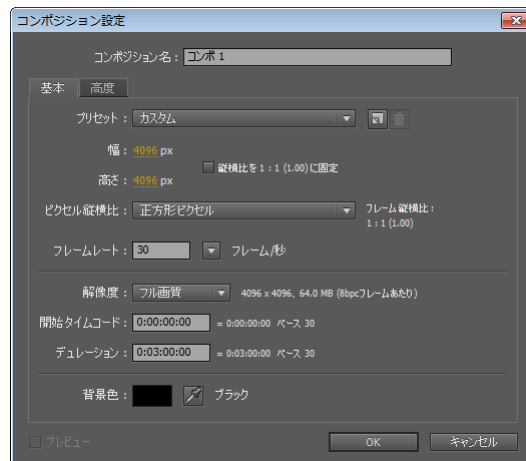 コンポジション設定
コンポジション名： コンポ 1
基本 高度
プリセット： カスタム
幅： 4096 px
縦横比を 1：1 (1.00) に固定
高さ： 4096 px
ピクセル縦横比： 正方形ピクセル フレーム縦横比：
1：1 (1.00)
フレームレート： 30 フレーム/秒
解像度： フル画質 4096 x 4096、64.0 MB (8bpcフレームあたり)
開始タイムコード： 0:00:00:00 = 0:00:00:00 ベース 30
デュレーション： 0:03:00:00 = 0:03:00:00 ベース 30
背景色： ブラック
プレビュー OK キャンセル